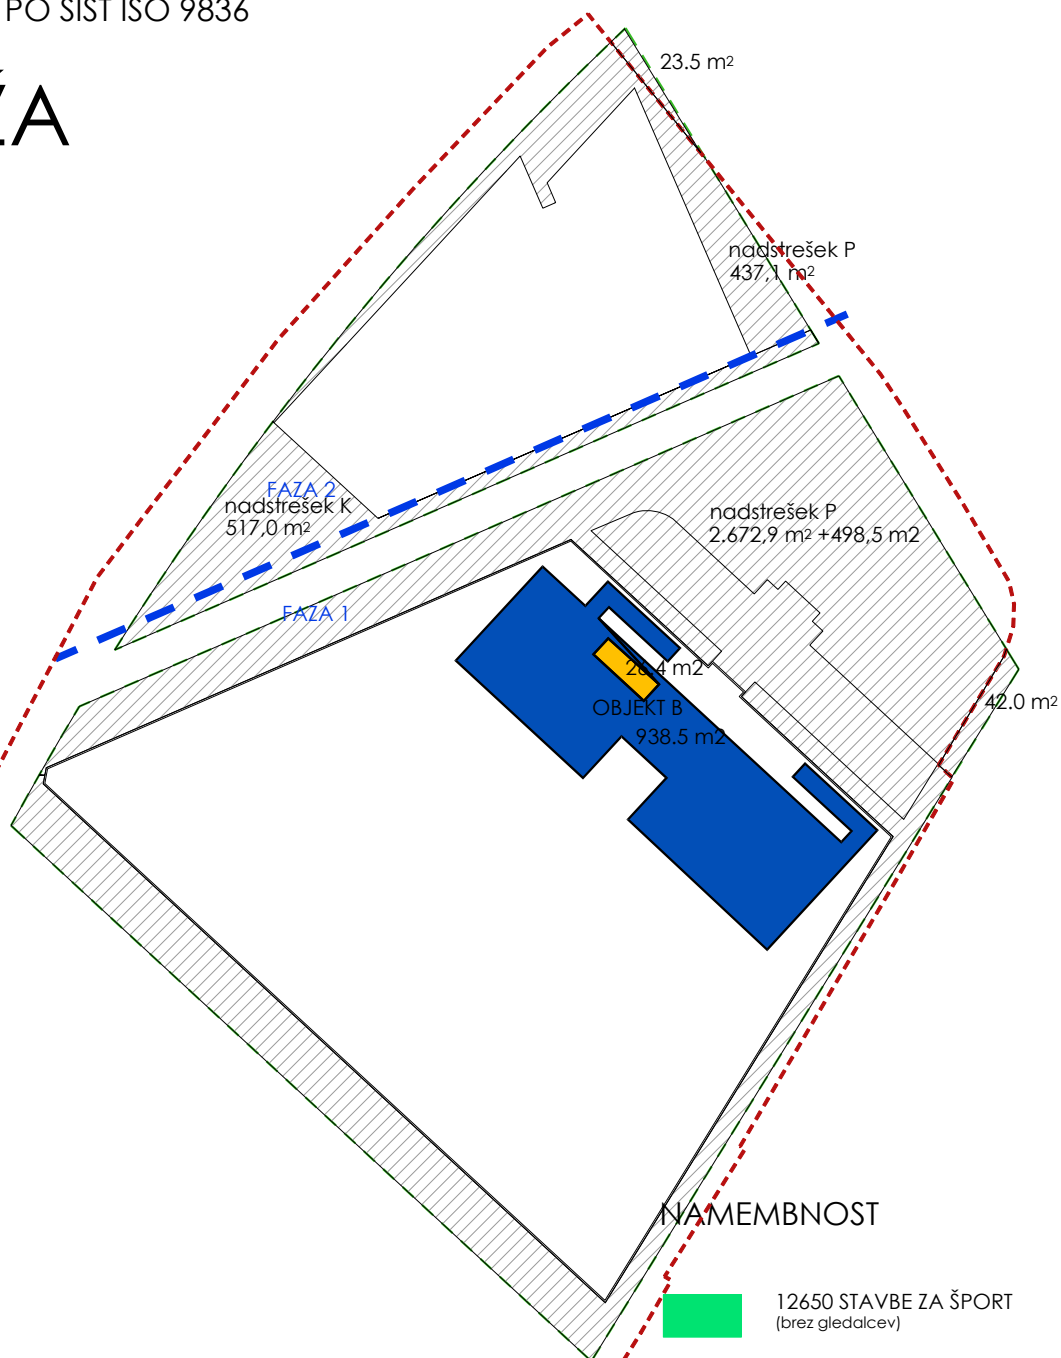 PO SIST ISO 9836
ŽA
23.5 m²
nadstrešek P
437,1 m²
FAZA 2
nadstrešek K
517,0 m²
nadstrešek P
2.672,9 m² +498,5 m2
FAZA 1
m2
42.0 m²
OBJEKT B
938.5 m2
NAMEMBNOST
12650 STAVBE ZA ŠPORT
(brez gledalcev)